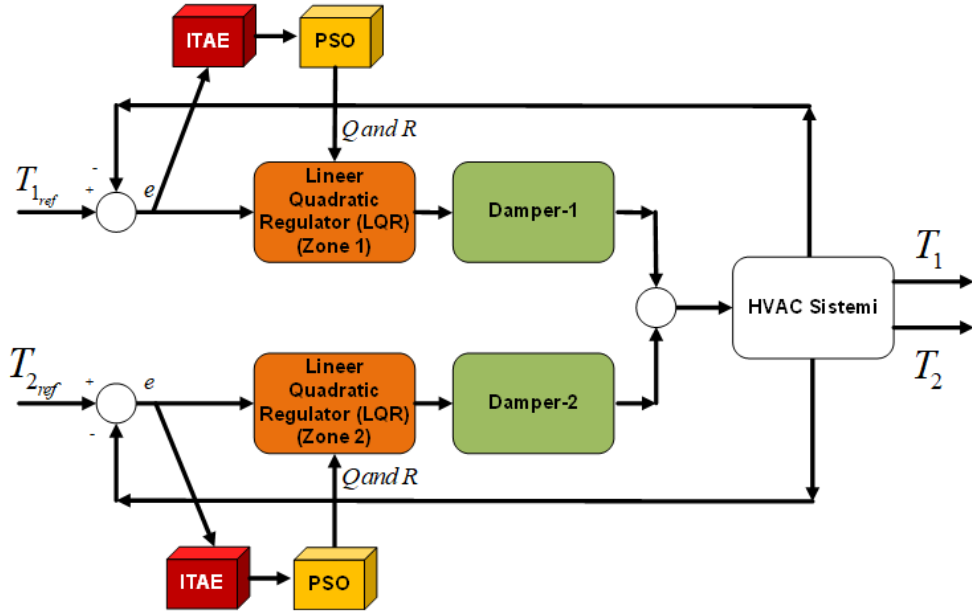 ITAE
PSO
Q and R
-
T1ref
+
e
Lineer
Quadratic
Regulator (LQR)
(Zone 1)
Damper-1
T1
HVAC Sistemi
T2
T2ref
+
e
-
Lineer
Quadratic
Regulator (LQR)
(Zone 2)
Damper-2
Q and R
ITAE
PSO